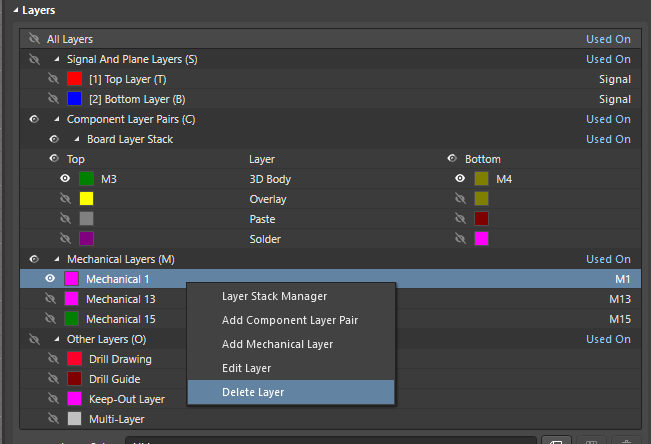 Layers
All Layers Used On
Signal And Plane Layers (S) Used On
[1] Top Layer (T) Signal
[2] Bottom Layer (B) Signal
Component Layer Pairs (C) Used On
Board Layer Stack Used On
Top Layer Bottom
M3 3D Body M4
Overlay
Paste
Solder
Mechanical Layers (M) Used On
Mechanical 1 M1
Mechanical 13 M13
Mechanical 15 M15
Other Layers (O) Used On
Drill Drawing
Drill Guide
Keep-Out Layer
Multi-Layer
Layer Stack Manager
Add Component Layer Pair
Add Mechanical Layer
Edit Layer
Delete Layer